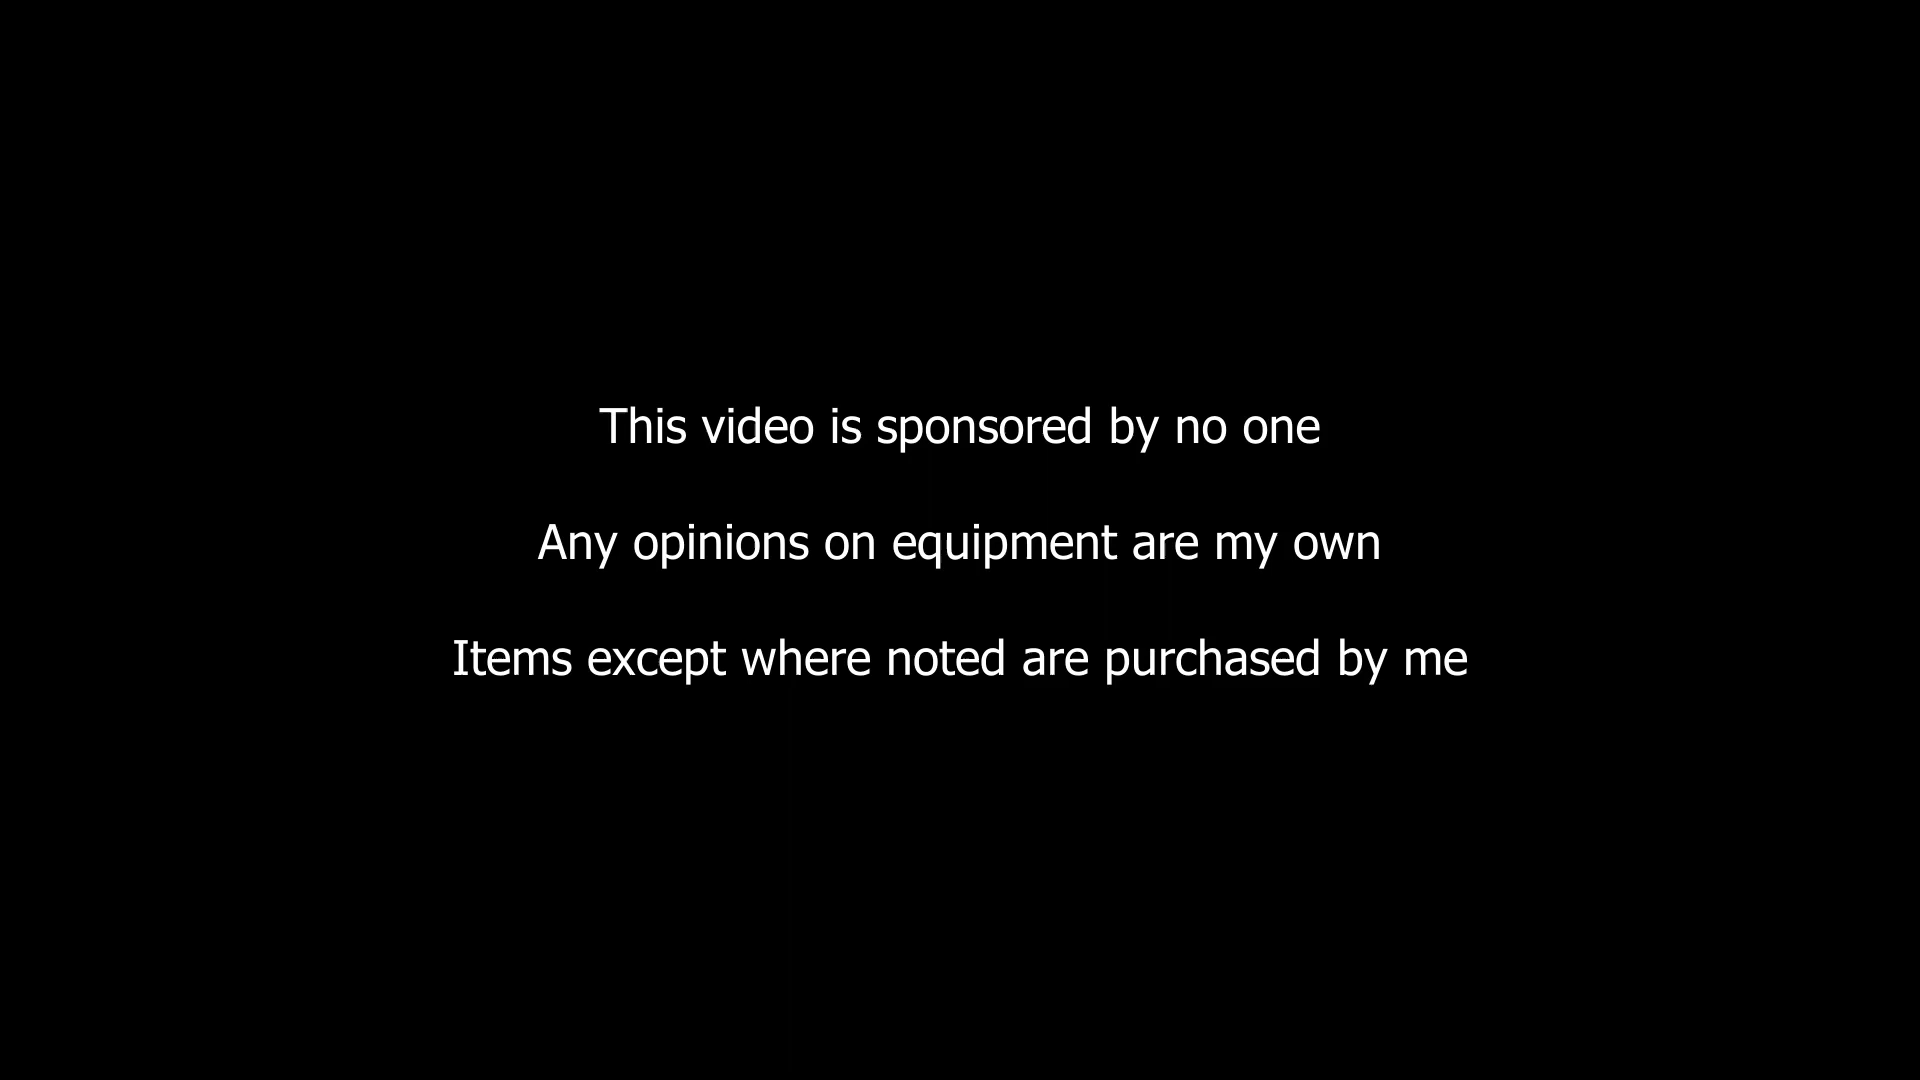 This video is sponsored by no one
Any opinions on equipment are my own
Items except where noted are purchased by me